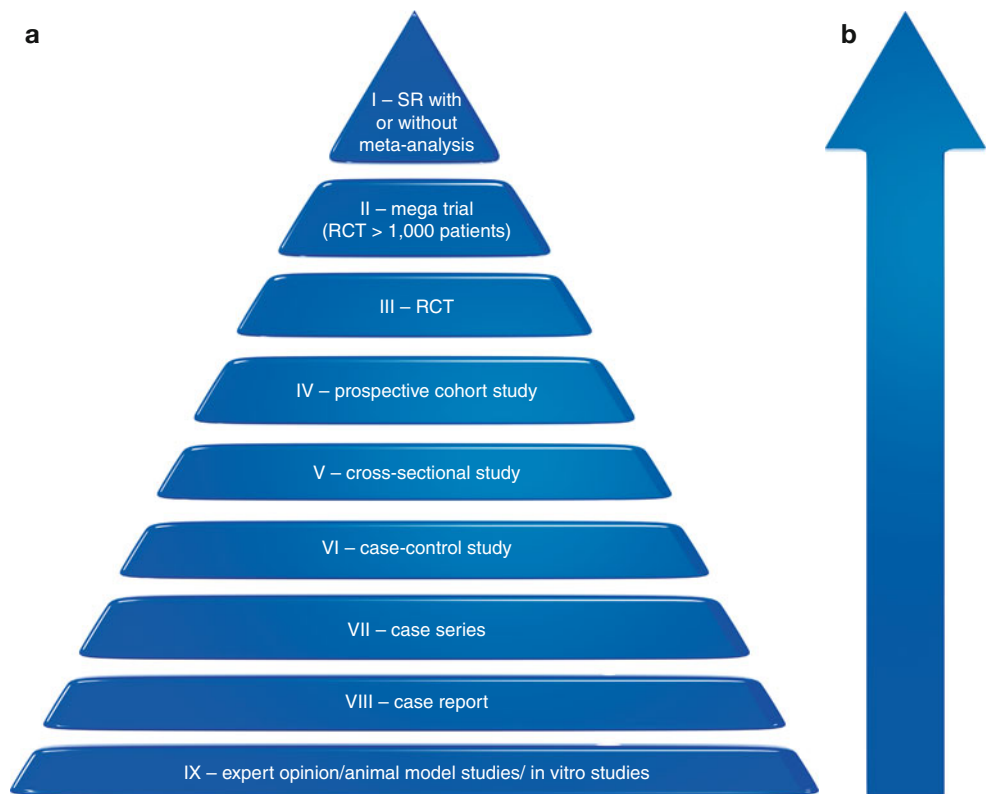 a
b
I – SR with
or without
meta-analysis
II – mega trial
(RCT > 1,000 patients)
III – RCT
IV – prospective cohort study
V – cross-sectional study
VI – case-control study
VII – case series
VIII – case report
IX – expert opinion/animal model studies/ in vitro studies